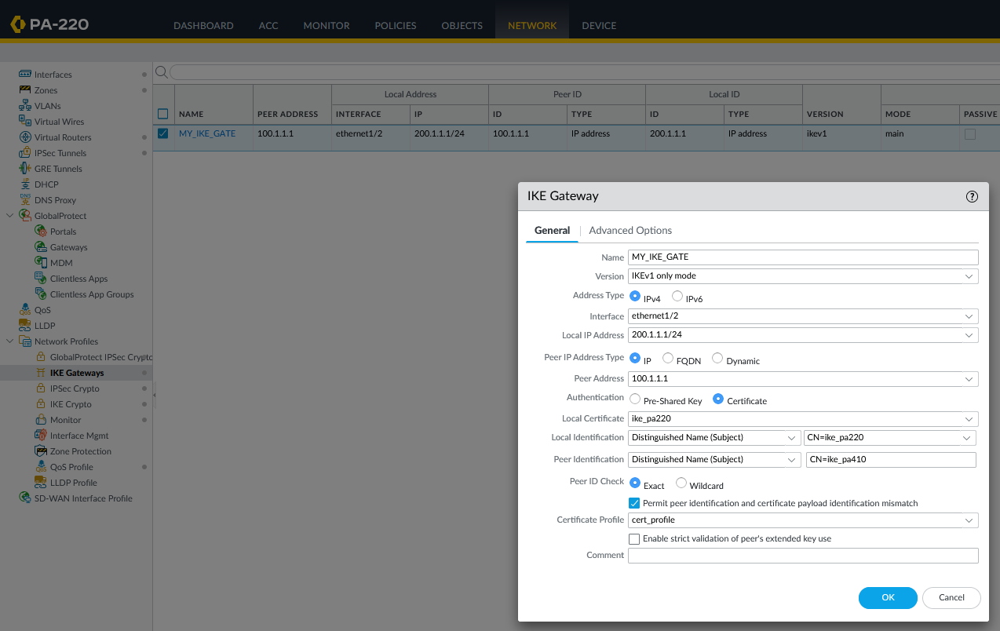 PA-220
DASHBOARD ACC MONITOR POLICIES OBJECTS NETWORK DEVICE
Interfaces
Zones
VLANs
Virtual Wires
Virtual Routers
IPSec Tunnels
GRE Tunnels
DHCP
DNS Proxy
GlobalProtect
Portals
Gateways
MDM
Clientless Apps
Clientless App Groups
QoS
LLDP
Network Profiles
GlobalProtect IPSec Crypto
IKE Gateways
IPSec Crypto
IKE Crypto
Monitor
Interface Mgmt
Zone Protection
QoS Profile
LLDP Profile
SD-WAN Interface Profile
Local Address Peer ID Local ID
NAME PEER ADDRESS INTERFACE IP ID TYPE ID TYPE VERSION MODE PASSIVE
MY_IKE_GATE 100.1.1.1 ethernet1/2 200.1.1.1/24 100.1.1.1 IP address 200.1.1.1 IP address ikev1 main
IKE Gateway ?
General Advanced Options
Name MY_IKE_GATE
Version IKEv1 only mode
Address Type IPv4 IPv6
Interface ethernet1/2
Local IP Address 200.1.1.1/24
Peer IP Address Type IP FQDN Dynamic
Peer Address 100.1.1.1
Authentication Pre-Shared Key Certificate
Local Certificate ike_pa220
Local Identification Distinguished Name (Subject) CN=ike_pa220
Peer Identification Distinguished Name (Subject) CN=ike_pa410
Peer ID Check Exact Wildcard
Permit peer identification and certificate payload identification mismatch
Certificate Profile cert_profile
Enable strict validation of peer's extended key use
Comment
OK Cancel